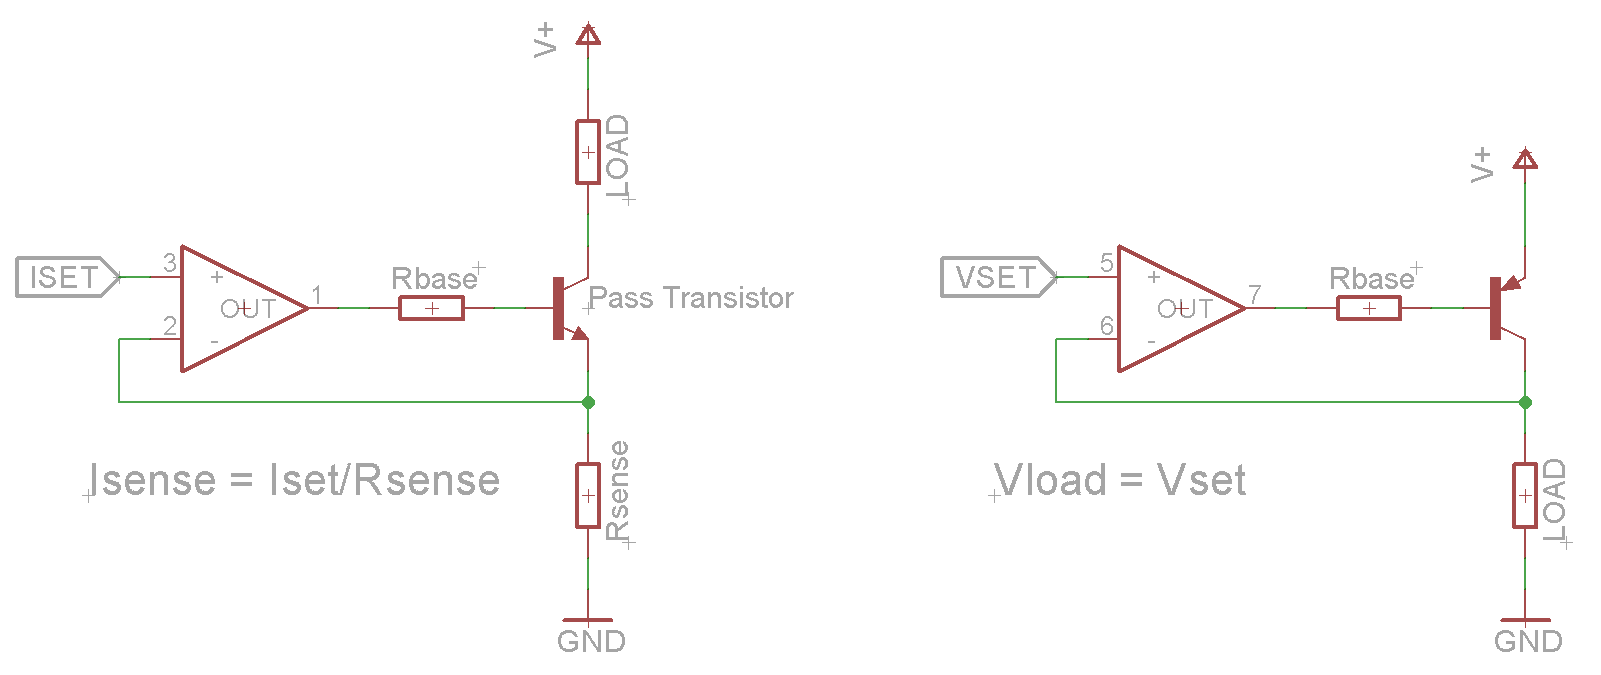 V+
LOAD
ISET
3
+
OUT
1
2
-
Rbase
Pass Transistor
Isense = Iset/Rsense
Rsense
GND
V+
VSET
5
+
OUT
7
6
-
Rbase
Vload = Vset
LOAD
GND